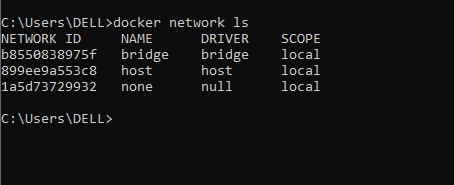 C:\Users\DELL>docker network ls
NETWORK ID     NAME      DRIVER    SCOPE
b8550838975f   bridge    bridge    local
899ee9a553c8   host      host      local
1a5d73729932   none      null      local
C:\Users\DELL>